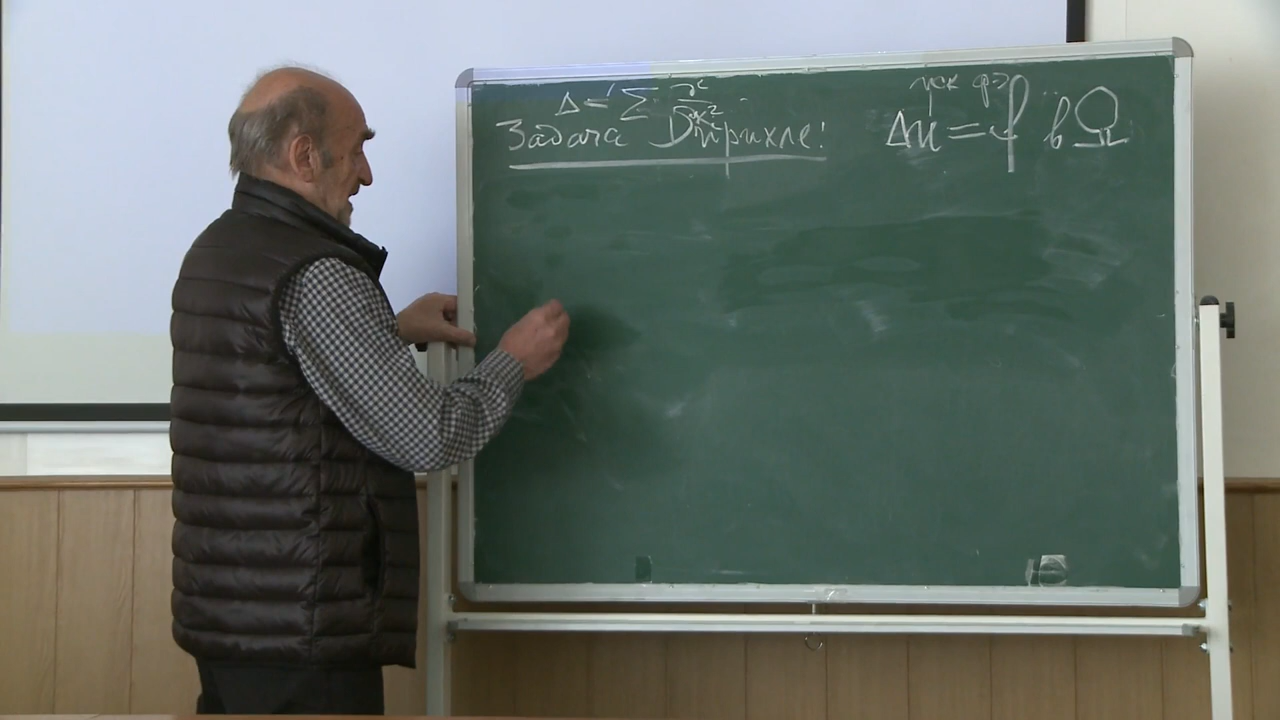 Δ = Σ ∂²/∂x²
Задача Дирихле:
Δu = f в Ω